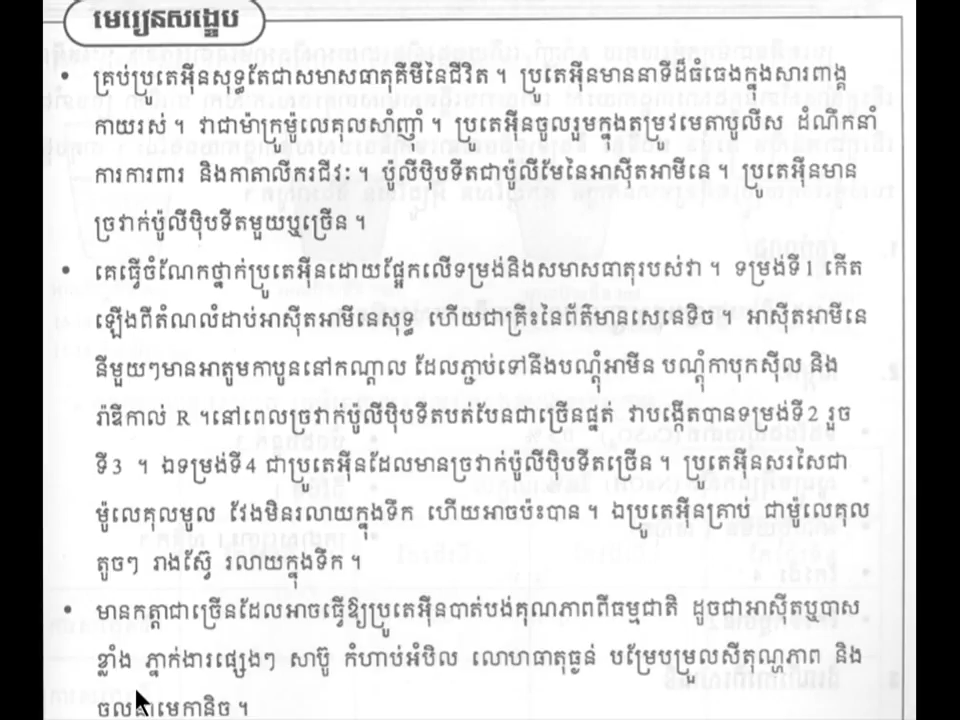 មេរៀនសង្ខេប
• គ្រប់ប្រូតេអ៊ីនសុទ្ធតែជាសមាសធាតុគីមីនៃជីវិត ។ ប្រូតេអ៊ីនមាននាទីដ៏ធំធេងក្នុងសារពាង្គ
កាយរស់ ។ វាជាម៉ាក្រូម៉ូលេគុលស៊ាំញ៉ាំ ។ ប្រូតេអ៊ីនចូលរួមក្នុងតម្រូវមេតាបូលីស ដំណឹកនាំ
ការការពារ និងកាតាលីករជីវៈ ។ ប៉ូលីប៉ិបទីតជាប៉ូលីមែនៃអាស៊ីតអាមីនេ ។ ប្រូតេអ៊ីនមាន
ច្រវាក់ប៉ូលីប៉ិបទីតមួយឬច្រើន ។
• គេធ្វើចំណែកថ្នាក់ប្រូតេអ៊ីនដោយផ្អែកលើទម្រង់និងសមាសធាតុរបស់វា ។ ទម្រង់ទី1 កើត
ឡើងពីតំណលំដាប់អាស៊ីតអាមីនេសុទ្ធ ហើយជាគ្រឹះនៃព័ត៌មានសេនេទិច ។ អាស៊ីតអាមីនេ
នីមួយៗមានអាតូមកាបូននៅកណ្តាល ដែលភ្ជាប់ទៅនឹងបណ្តុំអាមីន បណ្តុំកាបុកស៊ីល និង
រ៉ាឌីកាល់ R ។នៅពេលច្រវាក់ប៉ូលីប៉ិបទីតបត់បែនជាច្រើនផ្នត់ វាបង្កើតបានទម្រង់ទី2 រួច
ទី3 ។ ឯទម្រង់ទី4 ជាប្រូតេអ៊ីនដែលមានច្រវាក់ប៉ូលីប៉ិបទីតច្រើន ។ ប្រូតេអ៊ីនសរសៃជា
ម៉ូលេគុលមូល វែងមិនរលាយក្នុងទឹក ហើយអាចប៉ះបាន ។ ឯប្រូតេអ៊ីនគ្រាប់ ជាម៉ូលេគុល
តូចៗ រាងស្វ៊ែ រលាយក្នុងទឹក ។
• មានកត្តាជាច្រើនដែលអាចធ្វើឱ្យប្រូតេអ៊ីនបាត់បង់គុណភាពពីធម្មជាតិ ដូចជាអាស៊ីតឬបាស
ខ្លាំង ភ្នាក់ងារផ្សេងៗ សាប៊ូ កំហាប់អំបិល លោហធាតុធ្ងន់ បម្រែបម្រួលសីតុណ្ហភាព និង
ចលនាមេកានិច ។